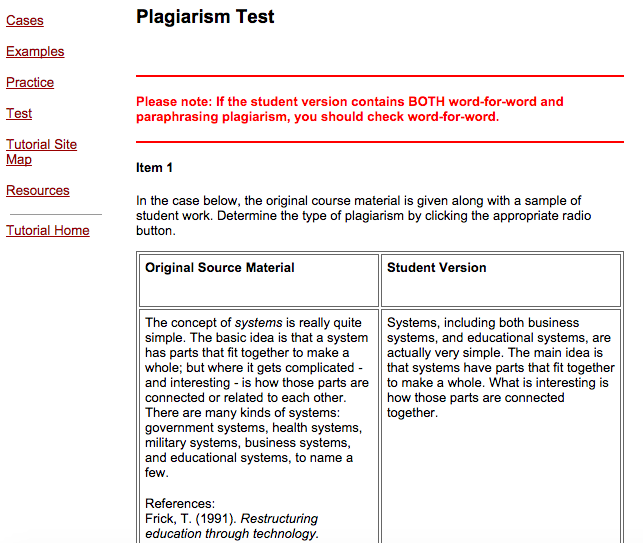 Cases
Examples
Practice
Test
Tutorial Site
Map
Resources
Tutorial Home
Plagiarism Test
Please note: If the student version contains BOTH word-for-word and
paraphrasing plagiarism, you should check word-for-word.
Item 1
In the case below, the original course material is given along with a sample of
student work. Determine the type of plagiarism by clicking the appropriate radio
button.
Original Source Material
The concept of systems is really quite
simple. The basic idea is that a system
has parts that fit together to make a
whole; but where it gets complicated -
and interesting - is how those parts are
connected or related to each other.
There are many kinds of systems:
government systems, health systems,
military systems, business systems,
and educational systems, to name a
few.
References:
Frick, T. (1991). Restructuring
education through technology.
Student Version
Systems, including both business
systems, and educational systems, are
actually very simple. The main idea is
that systems have parts that fit together
to make a whole. What is interesting is
how those parts are connected
together.